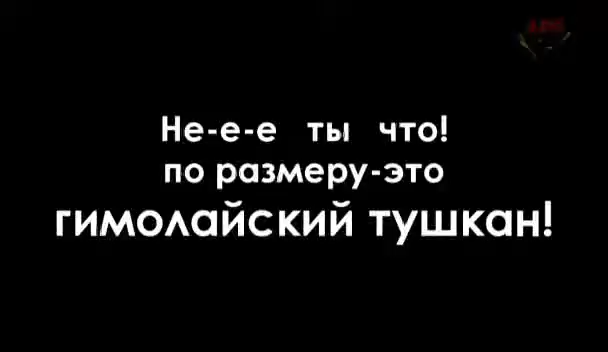 Не-е-е ты что!
по размеру-это
гимолайский тушкан!